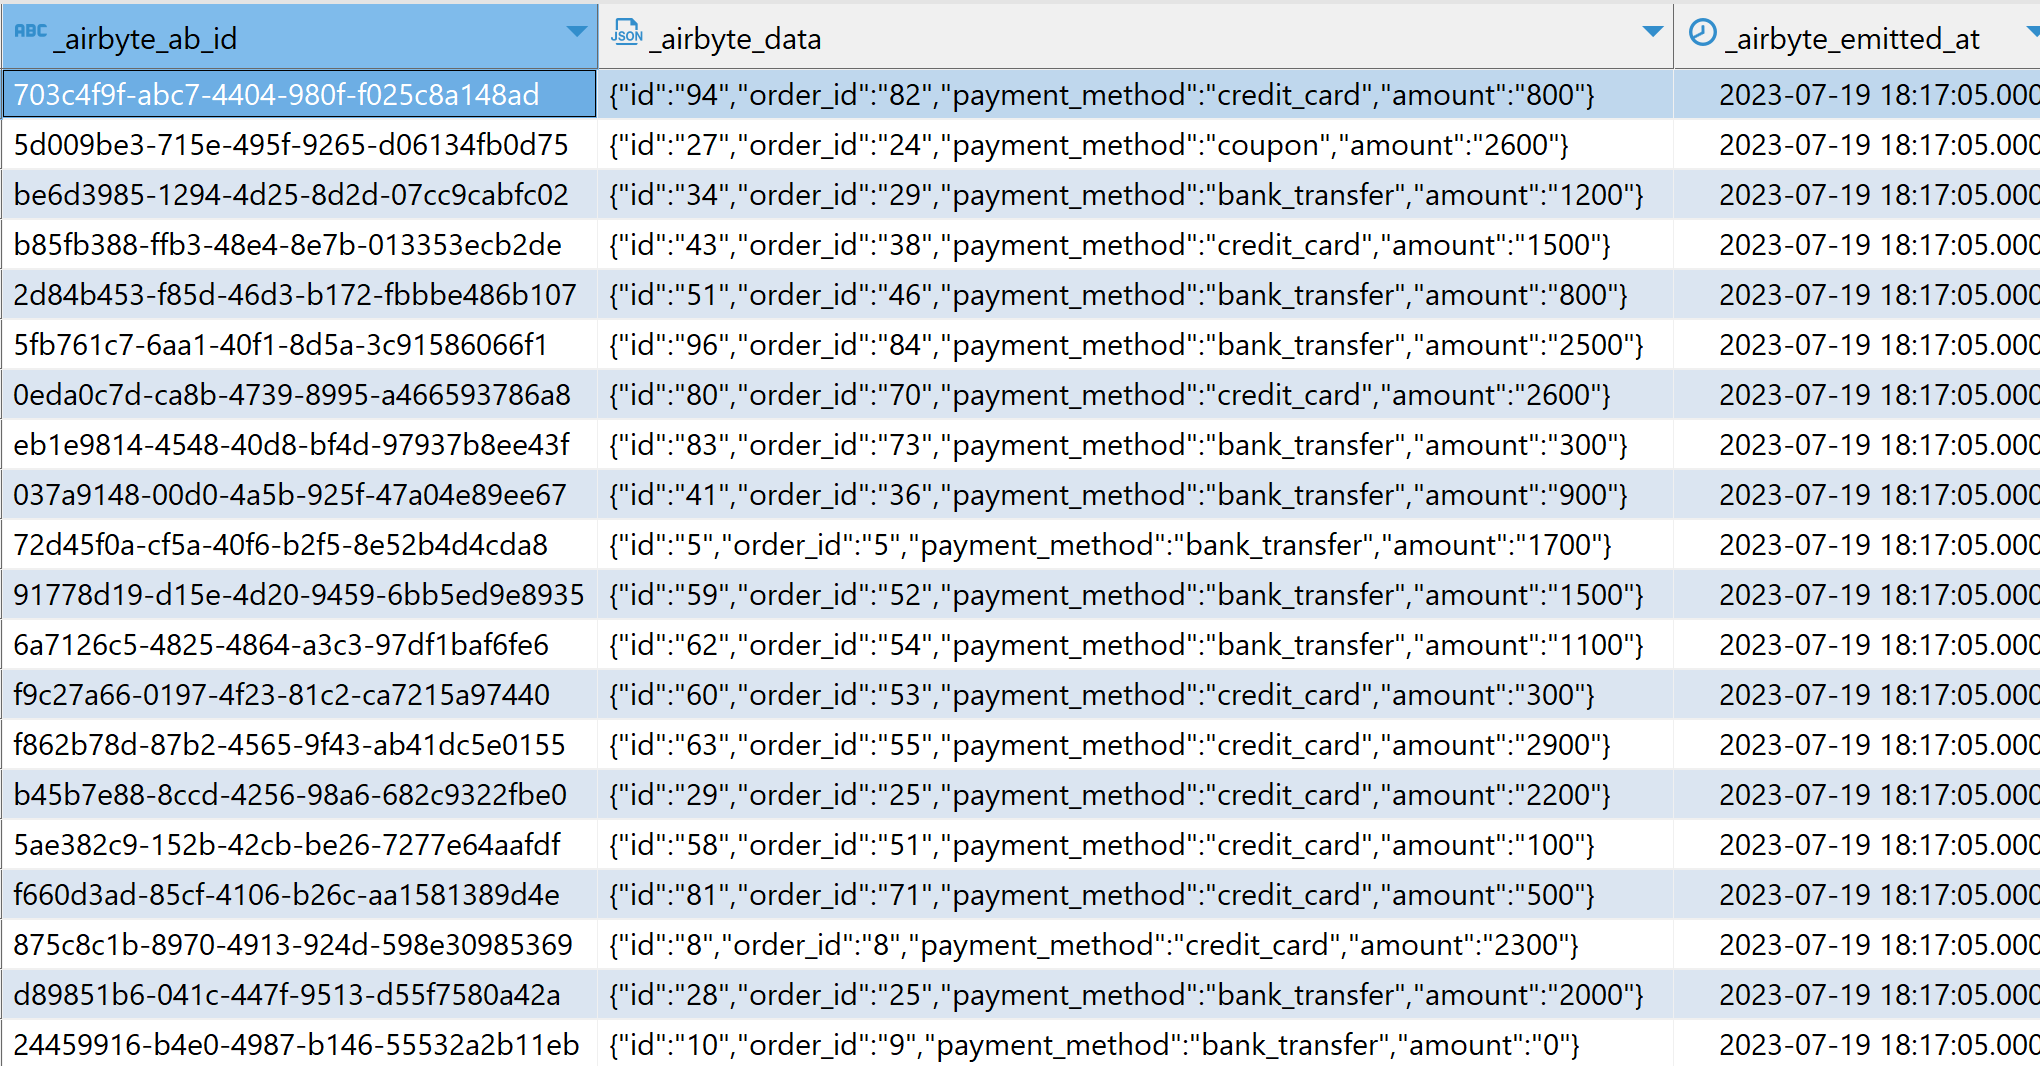 ABC _airbyte_ab_id JSON _airbyte_data _airbyte_emitted_at
703c4f9f-abc7-4404-980f-f025c8a148ad {"id":"94","order_id":"82","payment_method":"credit_card","amount":"800"} 2023-07-19 18:17:05.000
5d009be3-715e-495f-9265-d06134fb0d75 {"id":"27","order_id":"24","payment_method":"coupon","amount":"2600"} 2023-07-19 18:17:05.000
be6d3985-1294-4d25-8d2d-07cc9cabfc02 {"id":"34","order_id":"29","payment_method":"bank_transfer","amount":"1200"} 2023-07-19 18:17:05.000
b85fb388-ffb3-48e4-8e7b-013353ecb2de {"id":"43","order_id":"38","payment_method":"credit_card","amount":"1500"} 2023-07-19 18:17:05.000
2d84b453-f85d-46d3-b172-fbbbe486b107 {"id":"51","order_id":"46","payment_method":"bank_transfer","amount":"800"} 2023-07-19 18:17:05.000
5fb761c7-6aa1-40f1-8d5a-3c91586066f1 {"id":"96","order_id":"84","payment_method":"bank_transfer","amount":"2500"} 2023-07-19 18:17:05.000
0eda0c7d-ca8b-4739-8995-a466593786a8 {"id":"80","order_id":"70","payment_method":"credit_card","amount":"2600"} 2023-07-19 18:17:05.000
eb1e9814-4548-40d8-bf4d-97937b8ee43f {"id":"83","order_id":"73","payment_method":"bank_transfer","amount":"300"} 2023-07-19 18:17:05.000
037a9148-00d0-4a5b-925f-47a04e89ee67 {"id":"41","order_id":"36","payment_method":"bank_transfer","amount":"900"} 2023-07-19 18:17:05.000
72d45f0a-cf5a-40f6-b2f5-8e52b4d4cda8 {"id":"5","order_id":"5","payment_method":"bank_transfer","amount":"1700"} 2023-07-19 18:17:05.000
91778d19-d15e-4d20-9459-6bb5ed9e8935 {"id":"59","order_id":"52","payment_method":"bank_transfer","amount":"1500"} 2023-07-19 18:17:05.000
6a7126c5-4825-4864-a3c3-97df1baf6fe6 {"id":"62","order_id":"54","payment_method":"bank_transfer","amount":"1100"} 2023-07-19 18:17:05.000
f9c27a66-0197-4f23-81c2-ca7215a97440 {"id":"60","order_id":"53","payment_method":"credit_card","amount":"300"} 2023-07-19 18:17:05.000
f862b78d-87b2-4565-9f43-ab41dc5e0155 {"id":"63","order_id":"55","payment_method":"credit_card","amount":"2900"} 2023-07-19 18:17:05.000
b45b7e88-8ccd-4256-98a6-682c9322fbe0 {"id":"29","order_id":"25","payment_method":"credit_card","amount":"2200"} 2023-07-19 18:17:05.000
5ae382c9-152b-42cb-be26-7277e64aafdf {"id":"58","order_id":"51","payment_method":"credit_card","amount":"100"} 2023-07-19 18:17:05.000
f660d3ad-85cf-4106-b26c-aa1581389d4e {"id":"81","order_id":"71","payment_method":"credit_card","amount":"500"} 2023-07-19 18:17:05.000
875c8c1b-8970-4913-924d-598e30985369 {"id":"8","order_id":"8","payment_method":"credit_card","amount":"2300"} 2023-07-19 18:17:05.000
d89851b6-041c-447f-9513-d55f7580a42a {"id":"28","order_id":"25","payment_method":"bank_transfer","amount":"2000"} 2023-07-19 18:17:05.000
24459916-b4e0-4987-b146-55532a2b11eb {"id":"10","order_id":"9","payment_method":"bank_transfer","amount":"0"} 2023-07-19 18:17:05.000